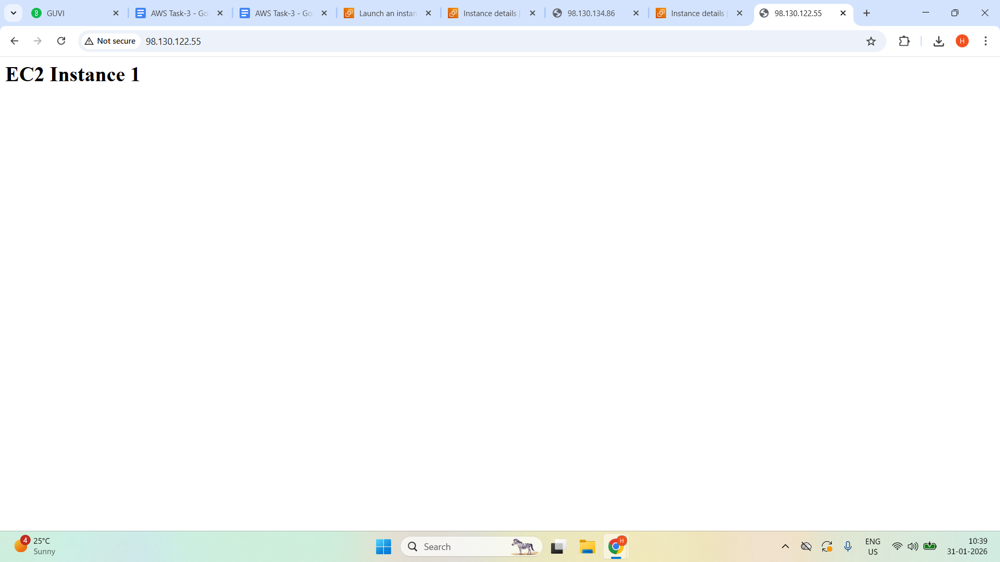 GUVI
AWS Task-3 - Go
AWS Task-3 - Go
Launch an instan
Instance details |
98.130.134.86
Instance details |
98.130.122.55
Not secure
98.130.122.55
H
EC2 Instance 1
4
25°C
Sunny
Search
H
ENG
US
10:39
31-01-2026